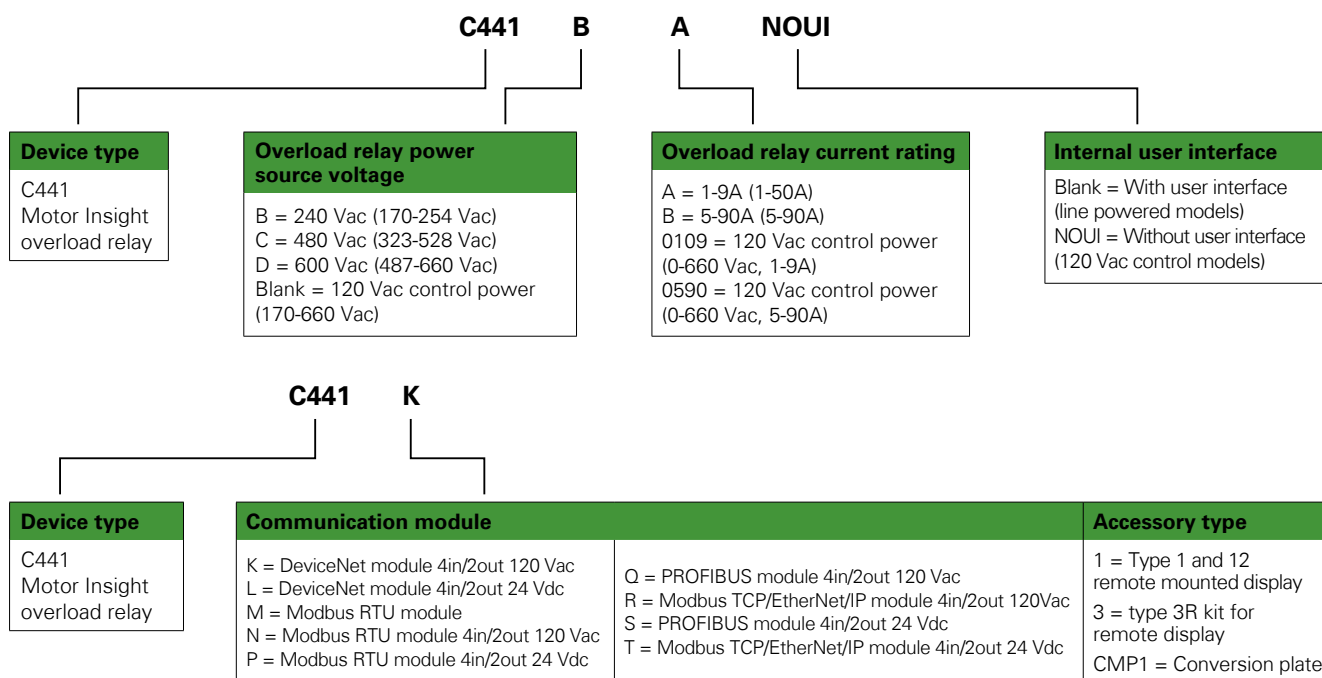 C441 B A NOUI
Device type
C441
Motor Insight
overload relay
Overload relay power
source voltage
B = 240 Vac (170-254 Vac)
C = 480 Vac (323-528 Vac)
D = 600 Vac (487-660 Vac)
Blank = 120 Vac control power
(170-660 Vac)
Overload relay current rating
A = 1-9A (1-50A)
B = 5-90A (5-90A)
0109 = 120 Vac control power
(0-660 Vac, 1-9A)
0590 = 120 Vac control power
(0-660 Vac, 5-90A)
Internal user interface
Blank = With user interface
(line powered models)
NOUI = Without user interface
(120 Vac control models)
C441 K
Device type
C441
Motor Insight
overload relay
Communication module
K = DeviceNet module 4in/2out 120 Vac
L = DeviceNet module 4in/2out 24 Vdc
M = Modbus RTU module
N = Modbus RTU module 4in/2out 120 Vac
P = Modbus RTU module 4in/2out 24 Vdc
Q = PROFIBUS module 4in/2out 120 Vac
R = Modbus TCP/EtherNet/IP module 4in/2out 120Vac
S = PROFIBUS module 4in/2out 24 Vdc
T = Modbus TCP/EtherNet/IP module 4in/2out 24 Vdc
Accessory type
1 = Type 1 and 12
remote mounted display
3 = type 3R kit for
remote display
CMP1 = Conversion plate